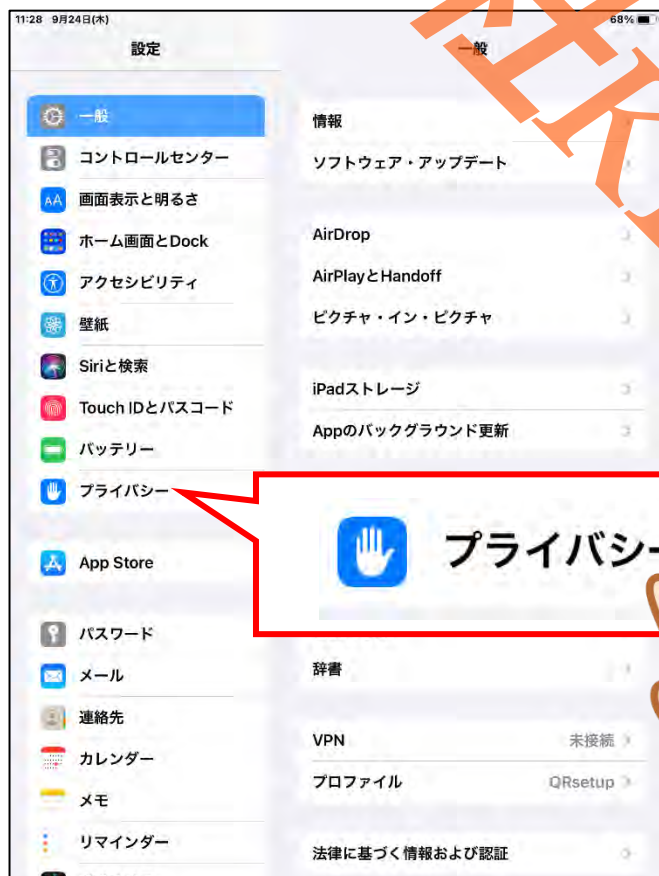 11:28 9月24日(木)
68%
設定
一般
一般
コントロールセンター
画面表示と明るさ
ホーム画面とDock
アクセシビリティ
壁紙
Siriと検索
Touch IDとパスコード
バッテリー
プライバシー
App Store
パスワード
メール
連絡先
カレンダー
メモ
リマインダー
情報
ソフトウェア・アップデート
AirDrop
AirPlayとHandoff
ピクチャ・イン・ピクチャ
iPadストレージ
Appのバックグラウンド更新
プライバシー
辞書
VPN 未接続
プロファイル QRsetup
法律に基づく情報および認証